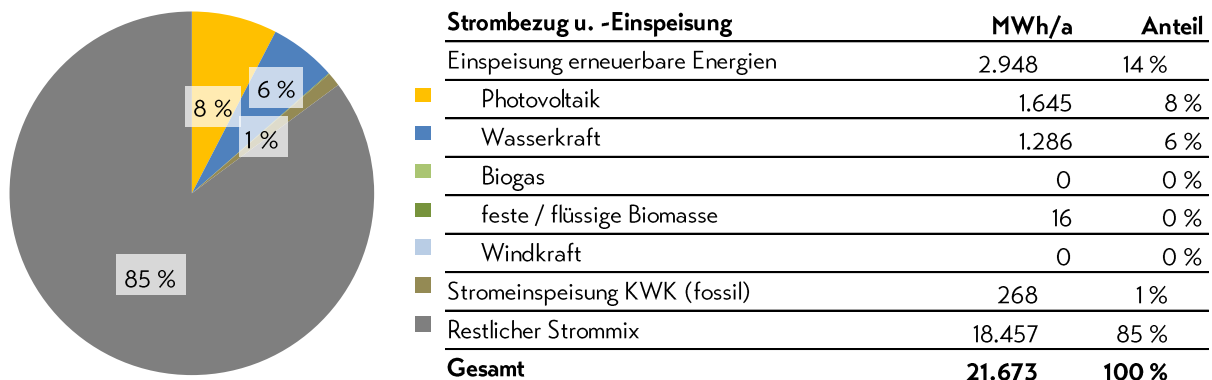 8 %
6 %
1 %
85 %
Strombezug u. -Einspeisung MWh/a Anteil
Einspeisung erneuerbare Energien 2.948 14 %
Photovoltaik 1.645 8 %
Wasserkraft 1.286 6 %
Biogas 0 0 %
feste / flüssige Biomasse 16 0 %
Windkraft 0 0 %
Stromeinspeisung KWK (fossil) 268 1 %
Restlicher Strommix 18.457 85 %
Gesamt 21.673 100 %